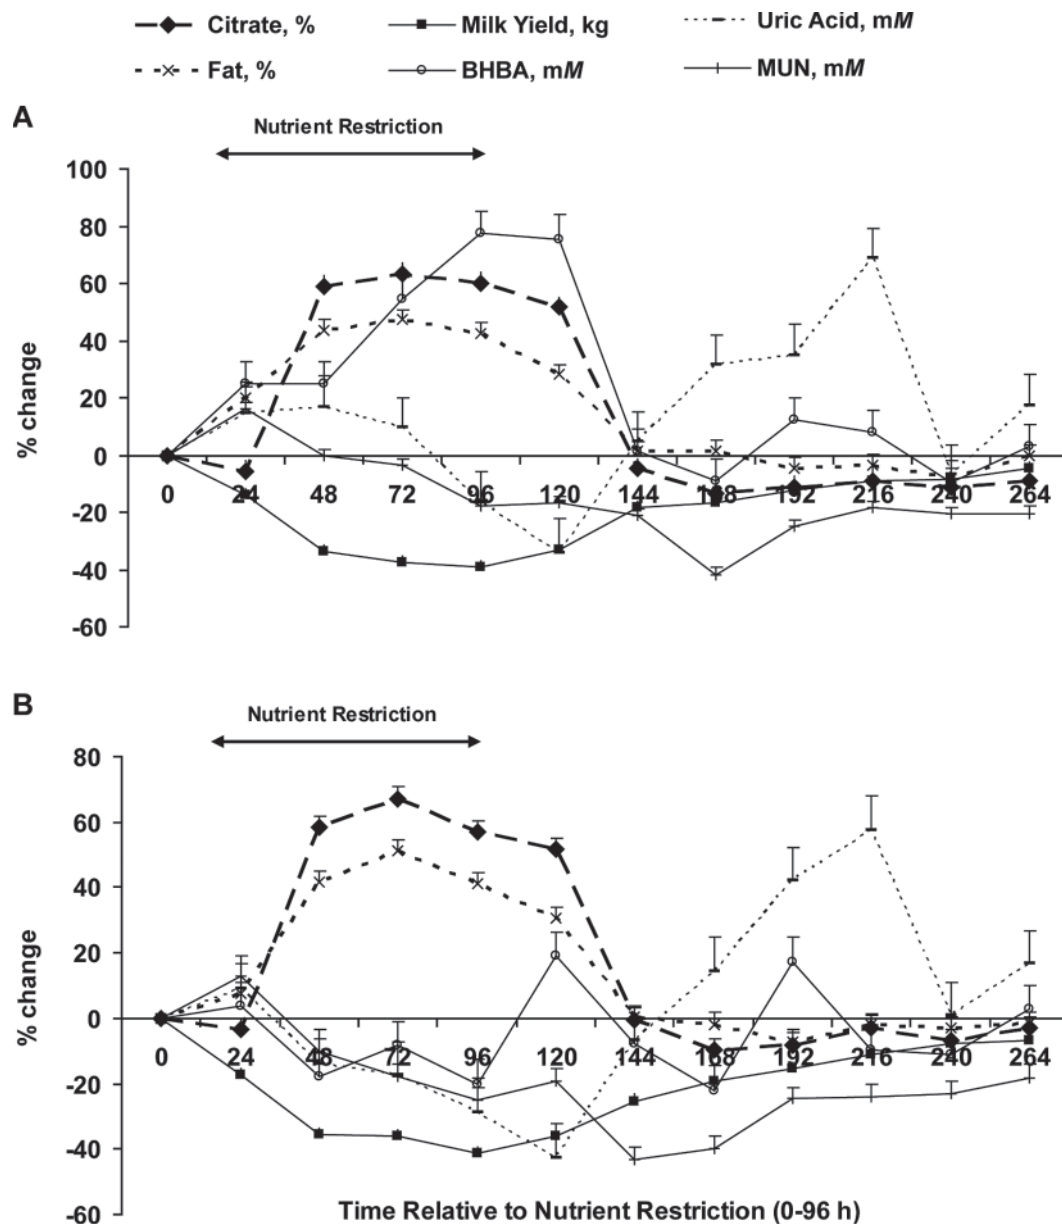 Citrate, % Milk Yield, kg Uric Acid, mM
Fat, % BHBA, mM MUN, mM
A
Nutrient Restriction
100
80
60
40
20
0
-20
-40
-60
% change
0 24 48 72 96 120 144 168 192 216 240 264
B
Nutrient Restriction
80
60
40
20
0
-20
-40
-60
% change
0 24 48 72 96 120 144 168 192 216 240 264
Time Relative to Nutrient Restriction (0-96 h)